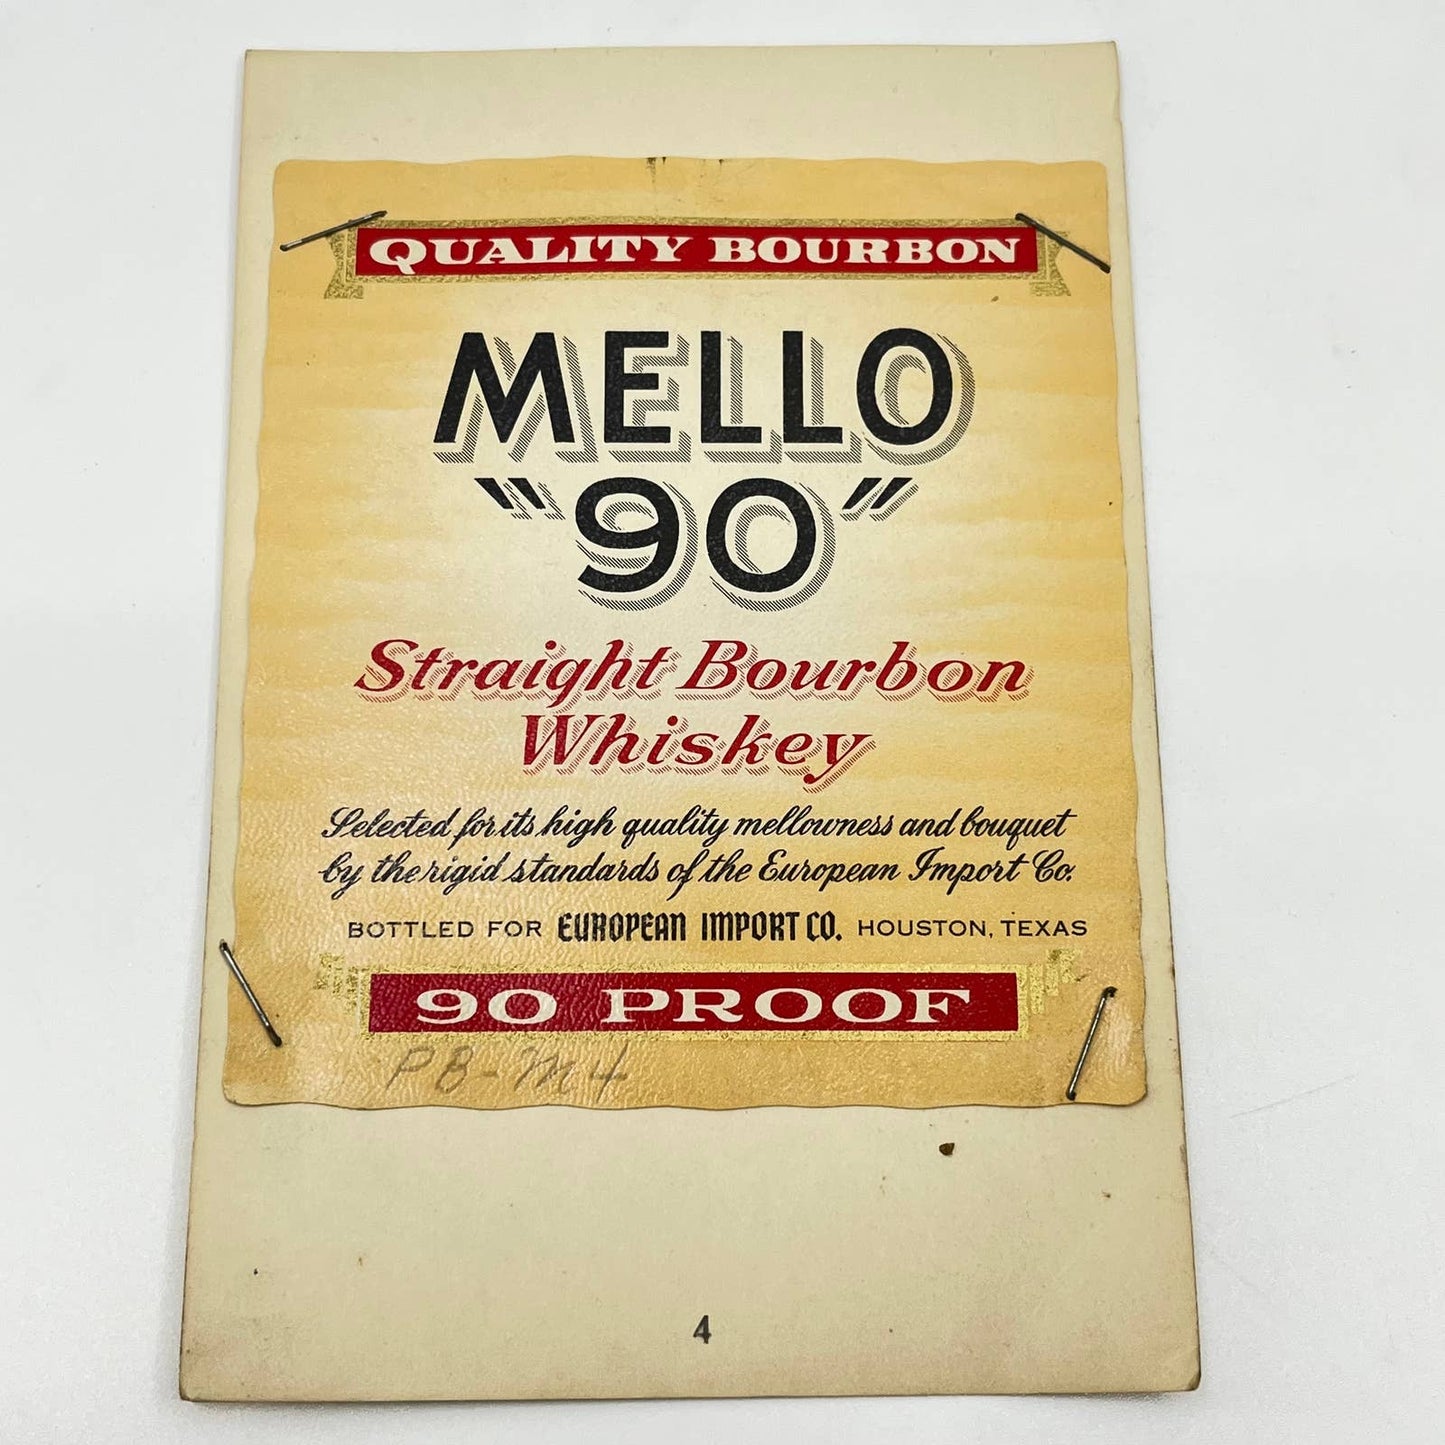 QUALITY BOURBON
MELLO
"90"
Straight Bourbon
Whiskey
Selected for its high quality mellowness and bouquet
by the rigid standards of the European Import Co.
BOTTLED FOR EUROPEAN IMPORT CO. HOUSTON, TEXAS
90 PROOF
PB-M4
4